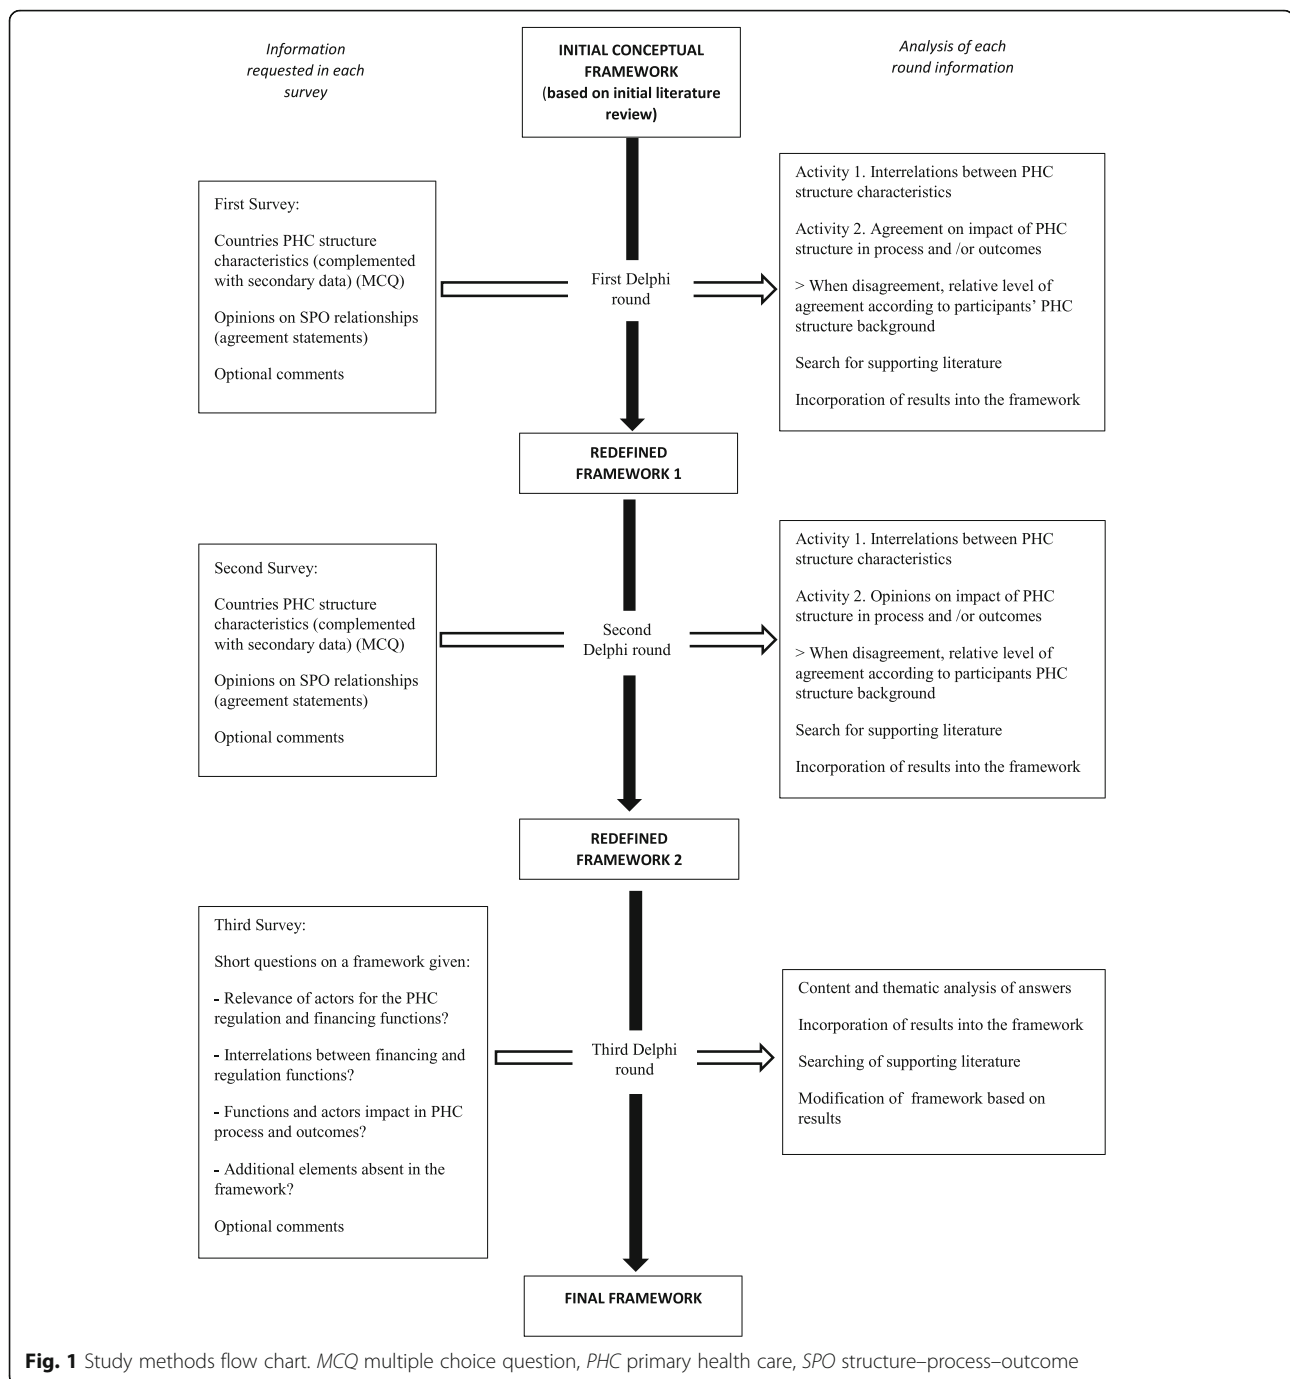 Information
requested in each
survey
INITIAL CONCEPTUAL
FRAMEWORK
(based on initial literature
review)
Analysis of each
round information
First Survey:
Countries PHC structure
characteristics (complemented
with secondary data) (MCQ)
Opinions on SPO relationships
(agreement statements)
Optional comments
First Delphi
round
Activity 1. Interrelations between PHC
structure characteristics
Activity 2. Agreement on impact of PHC
structure in process and /or outcomes
> When disagreement, relative level of
agreement according to participants’ PHC
structure background
Search for supporting literature
Incorporation of results into the framework
REDEFINED
FRAMEWORK 1
Second Survey:
Countries PHC structure
characteristics (complemented
with secondary data) (MCQ)
Opinions on SPO relationships
(agreement statements)
Optional comments
Second
Delphi round
Activity 1. Interrelations between PHC
structure characteristics
Activity 2. Opinions on impact of PHC
structure in process and /or outcomes
> When disagreement, relative level of
agreement according to participants PHC
structure background
Search for supporting literature
Incorporation of results into the framework
REDEFINED
FRAMEWORK 2
Third Survey:
Short questions on a framework given:
- Relevance of actors for the PHC
regulation and financing functions?
- Interrelations between financing and
regulation functions?
- Functions and actors impact in PHC
process and outcomes?
- Additional elements absent in the
framework?
Optional comments
Third Delphi
round
Content and thematic analysis of answers
Incorporation of results into the framework
Searching of supporting literature
Modification of framework based on
results
FINAL FRAMEWORK
Fig. 1 Study methods flow chart. MCQ multiple choice question, PHC primary health care, SPO structure–process–outcome